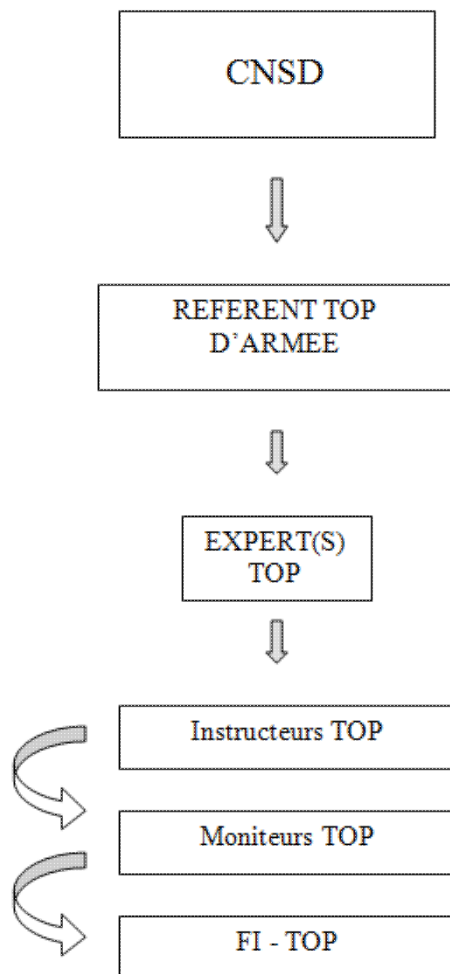 CNSD
REFERENT TOP
D’ARMEE
EXPERT(S)
TOP
Instructeurs TOP
Moniteurs TOP
FI - TOP